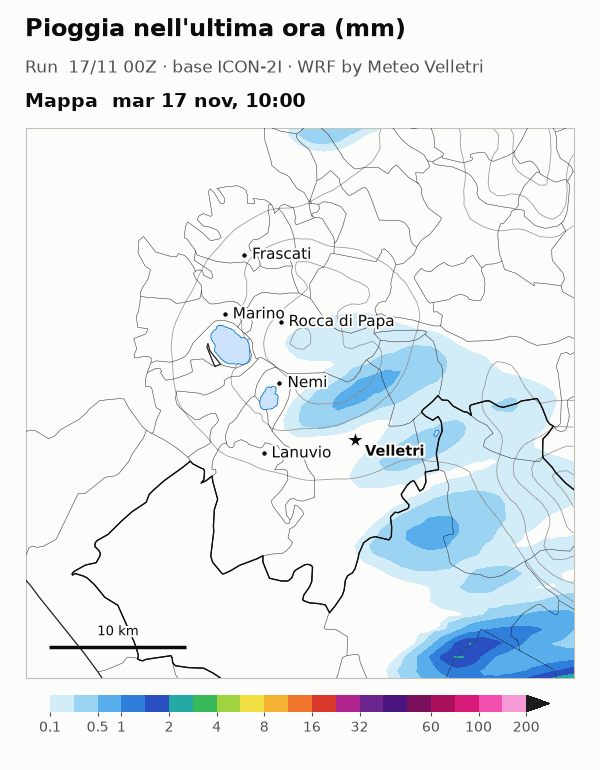 Pioggia nell'ultima ora (mm)
Run  17/11 00Z · base ICON-2I · WRF by Meteo Velletri
Mappa  mar 17 nov, 10:00
Frascati
Marino
Rocca di Papa
Nemi
Velletri
Lanuvio
10 km
0.1 0.5 1 2 4 8 16 32 60 100 200